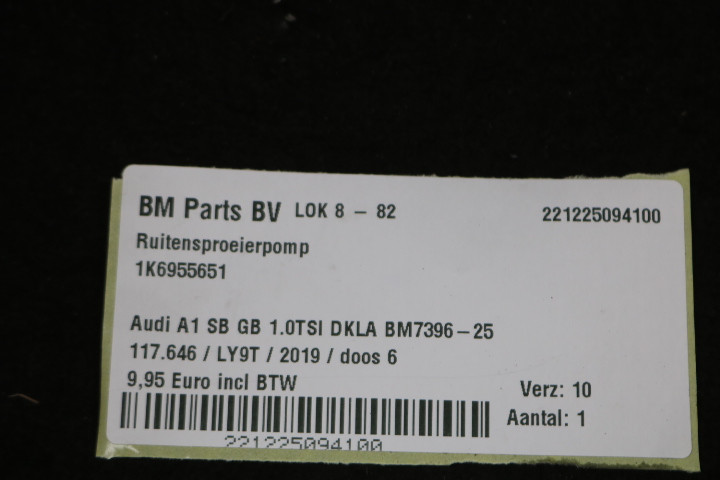 BM Parts BV LOK 8 – 82 221225094100
Ruitensproeierpomp
1K6955651
Audi A1 SB GB 1.0TSI DKLA BM7396–25
117.646 / LY9T / 2019 / doos 6
9,95 Euro incl BTW
Verz: 10
Aantal: 1
221225094100